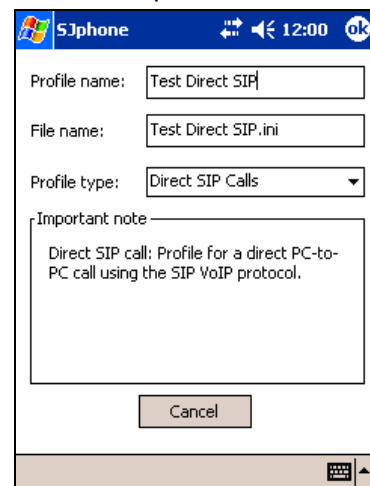 SJphone 12:00 ok
Profile name: Test Direct SIP
File name: Test Direct SIP.ini
Profile type: Direct SIP Calls
Important note
Direct SIP call: Profile for a direct PC-to-
PC call using the SIP VoIP protocol.
Cancel